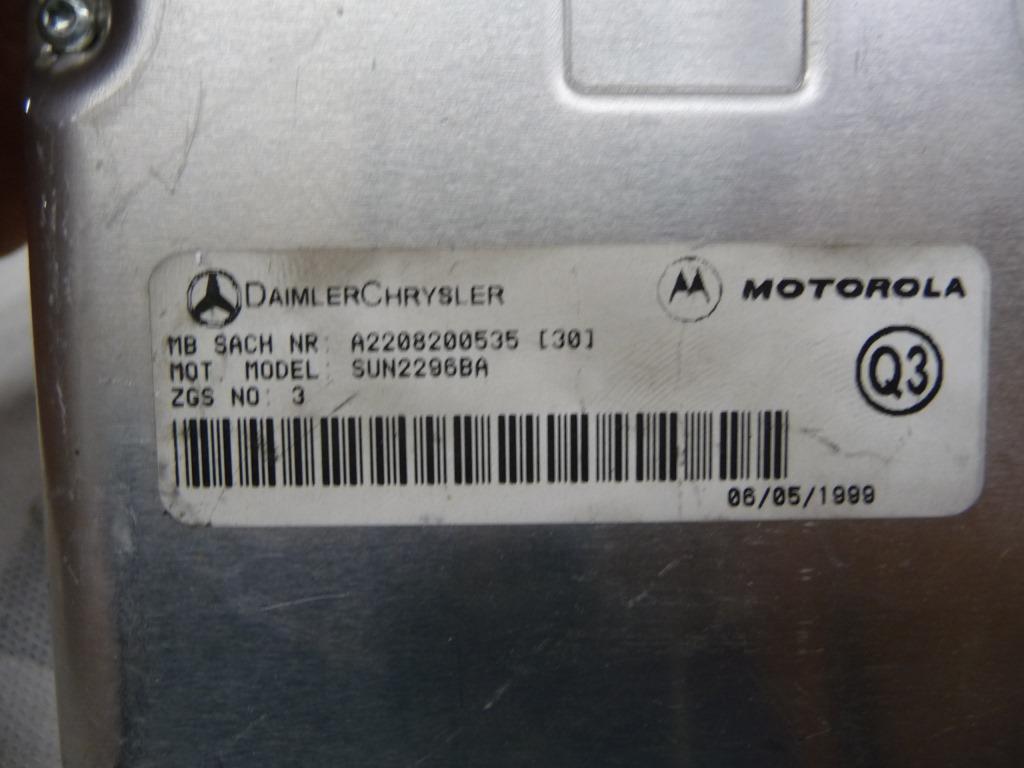 DAIMLERCHRYSLER
MOTOROLA
MB SACH NR: A2208200535 [30]
MOT. MODEL: SUN2296BA
ZGS NO: 3
Q3
06/05/1999